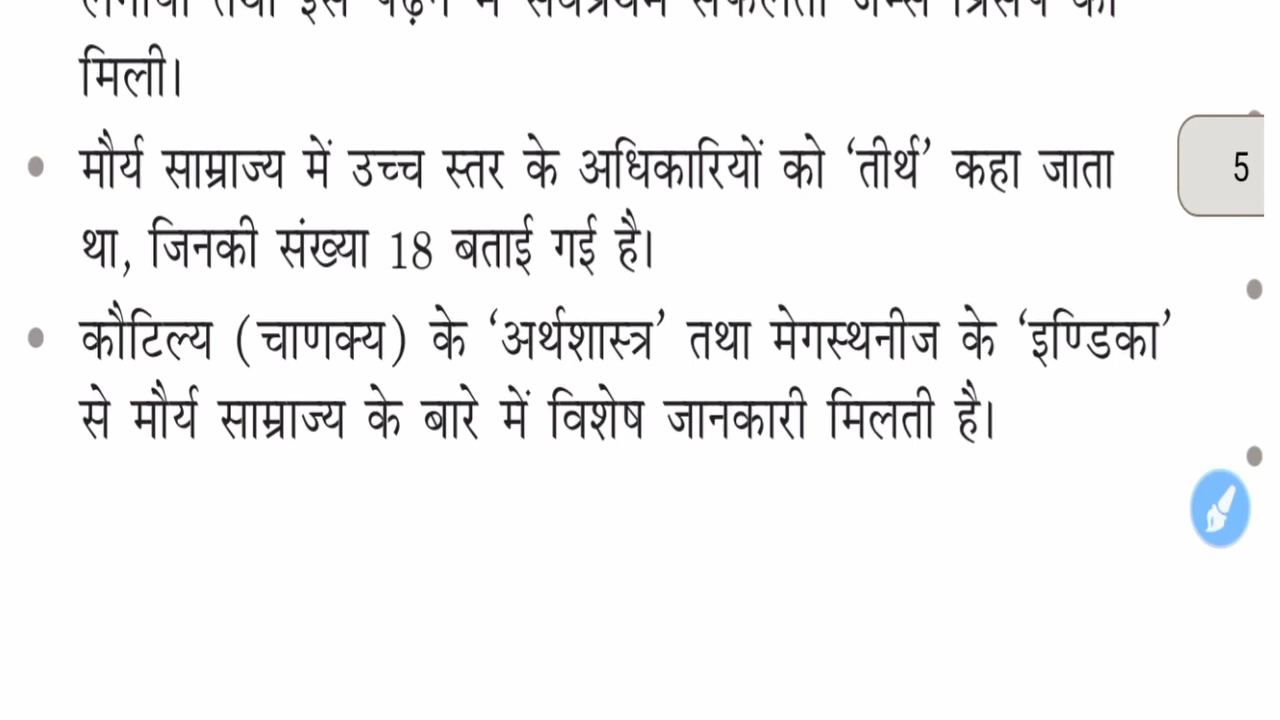 मिली।
मौर्य साम्राज्य में उच्च स्तर के अधिकारियों को ‘तीर्थ’ कहा जाता
था, जिनकी संख्या 18 बताई गई है।
कौटिल्य (चाणक्य) के ‘अर्थशास्त्र’ तथा मेगस्थनीज के ‘इण्डिका’
से मौर्य साम्राज्य के बारे में विशेष जानकारी मिलती है।
5